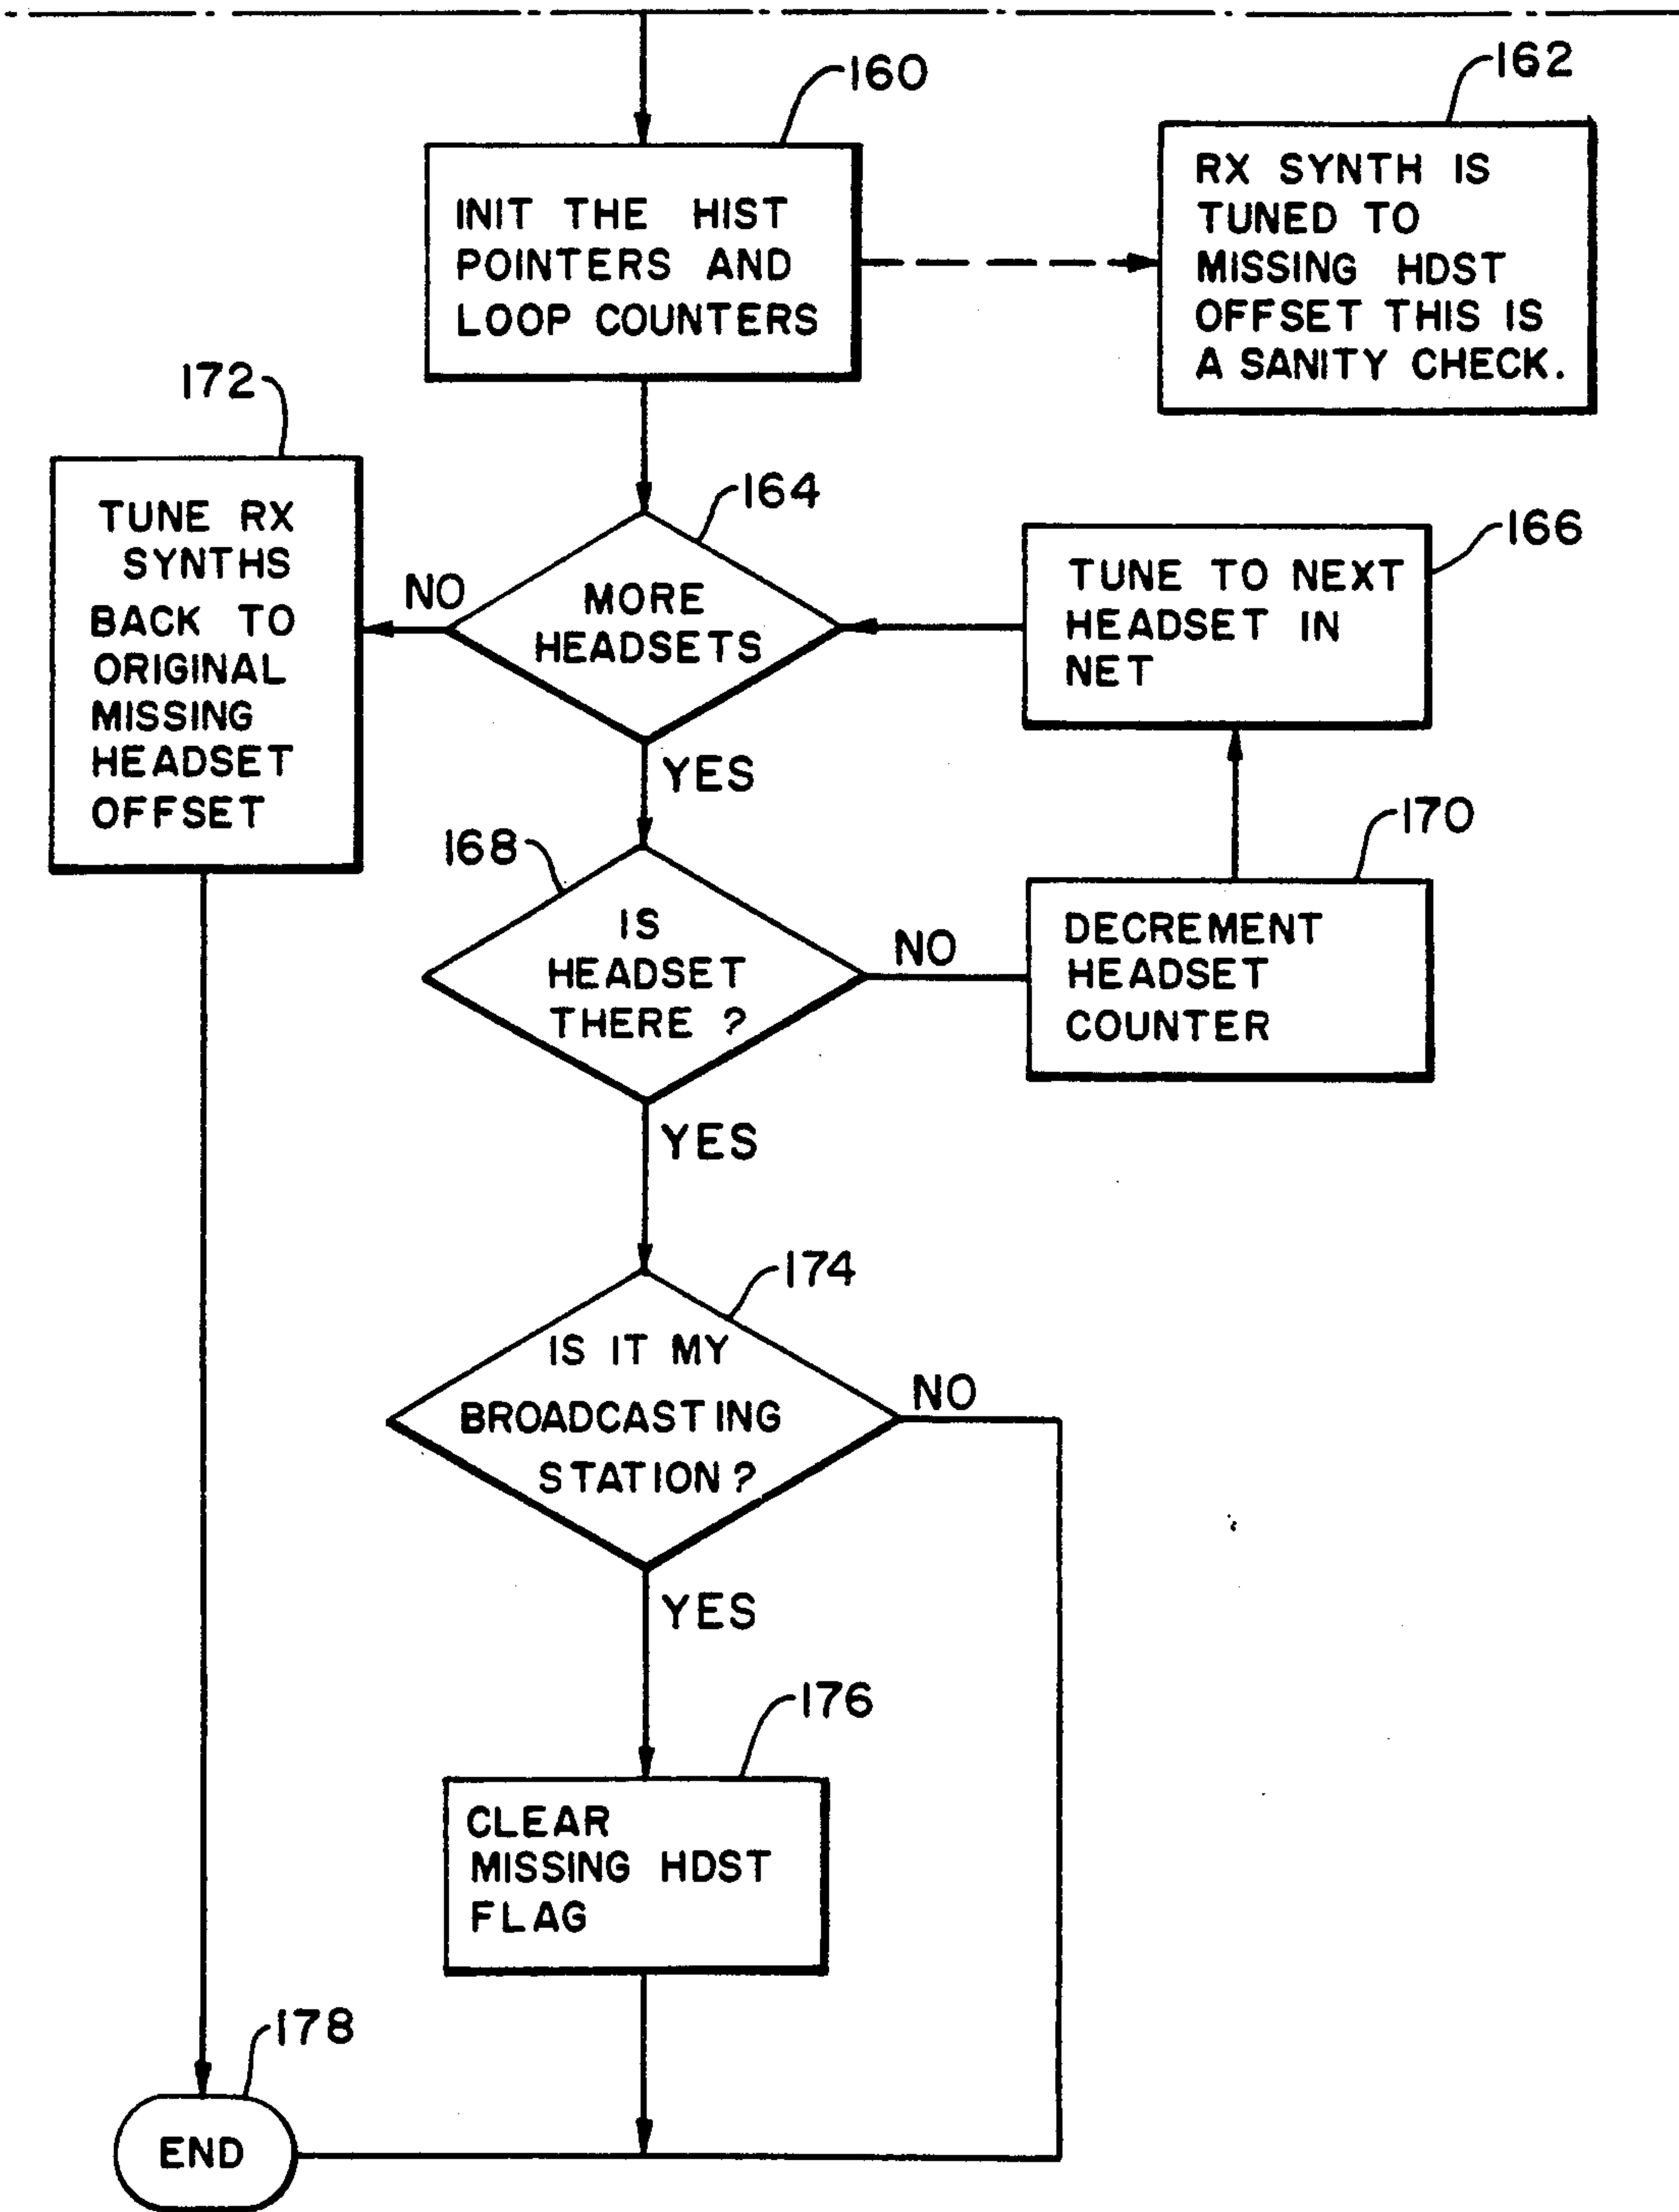 160
INIT THE HIST
POINTERS AND
LOOP COUNTERS
162
RX SYNTH IS
TUNED TO
MISSING HDST
OFFSET THIS IS
A SANITY CHECK.
172
TUNE RX
SYNTHS
BACK TO
ORIGINAL
MISSING
HEADSET
OFFSET
NO
164
MORE
HEADSETS
YES
166
TUNE TO NEXT
HEADSET IN
NET
168
IS
HEADSET
THERE ?
NO
YES
170
DECREMENT
HEADSET
COUNTER
174
IS IT MY
BROADCASTING
STATION ?
NO
YES
176
CLEAR
MISSING HDST
FLAG
178
END